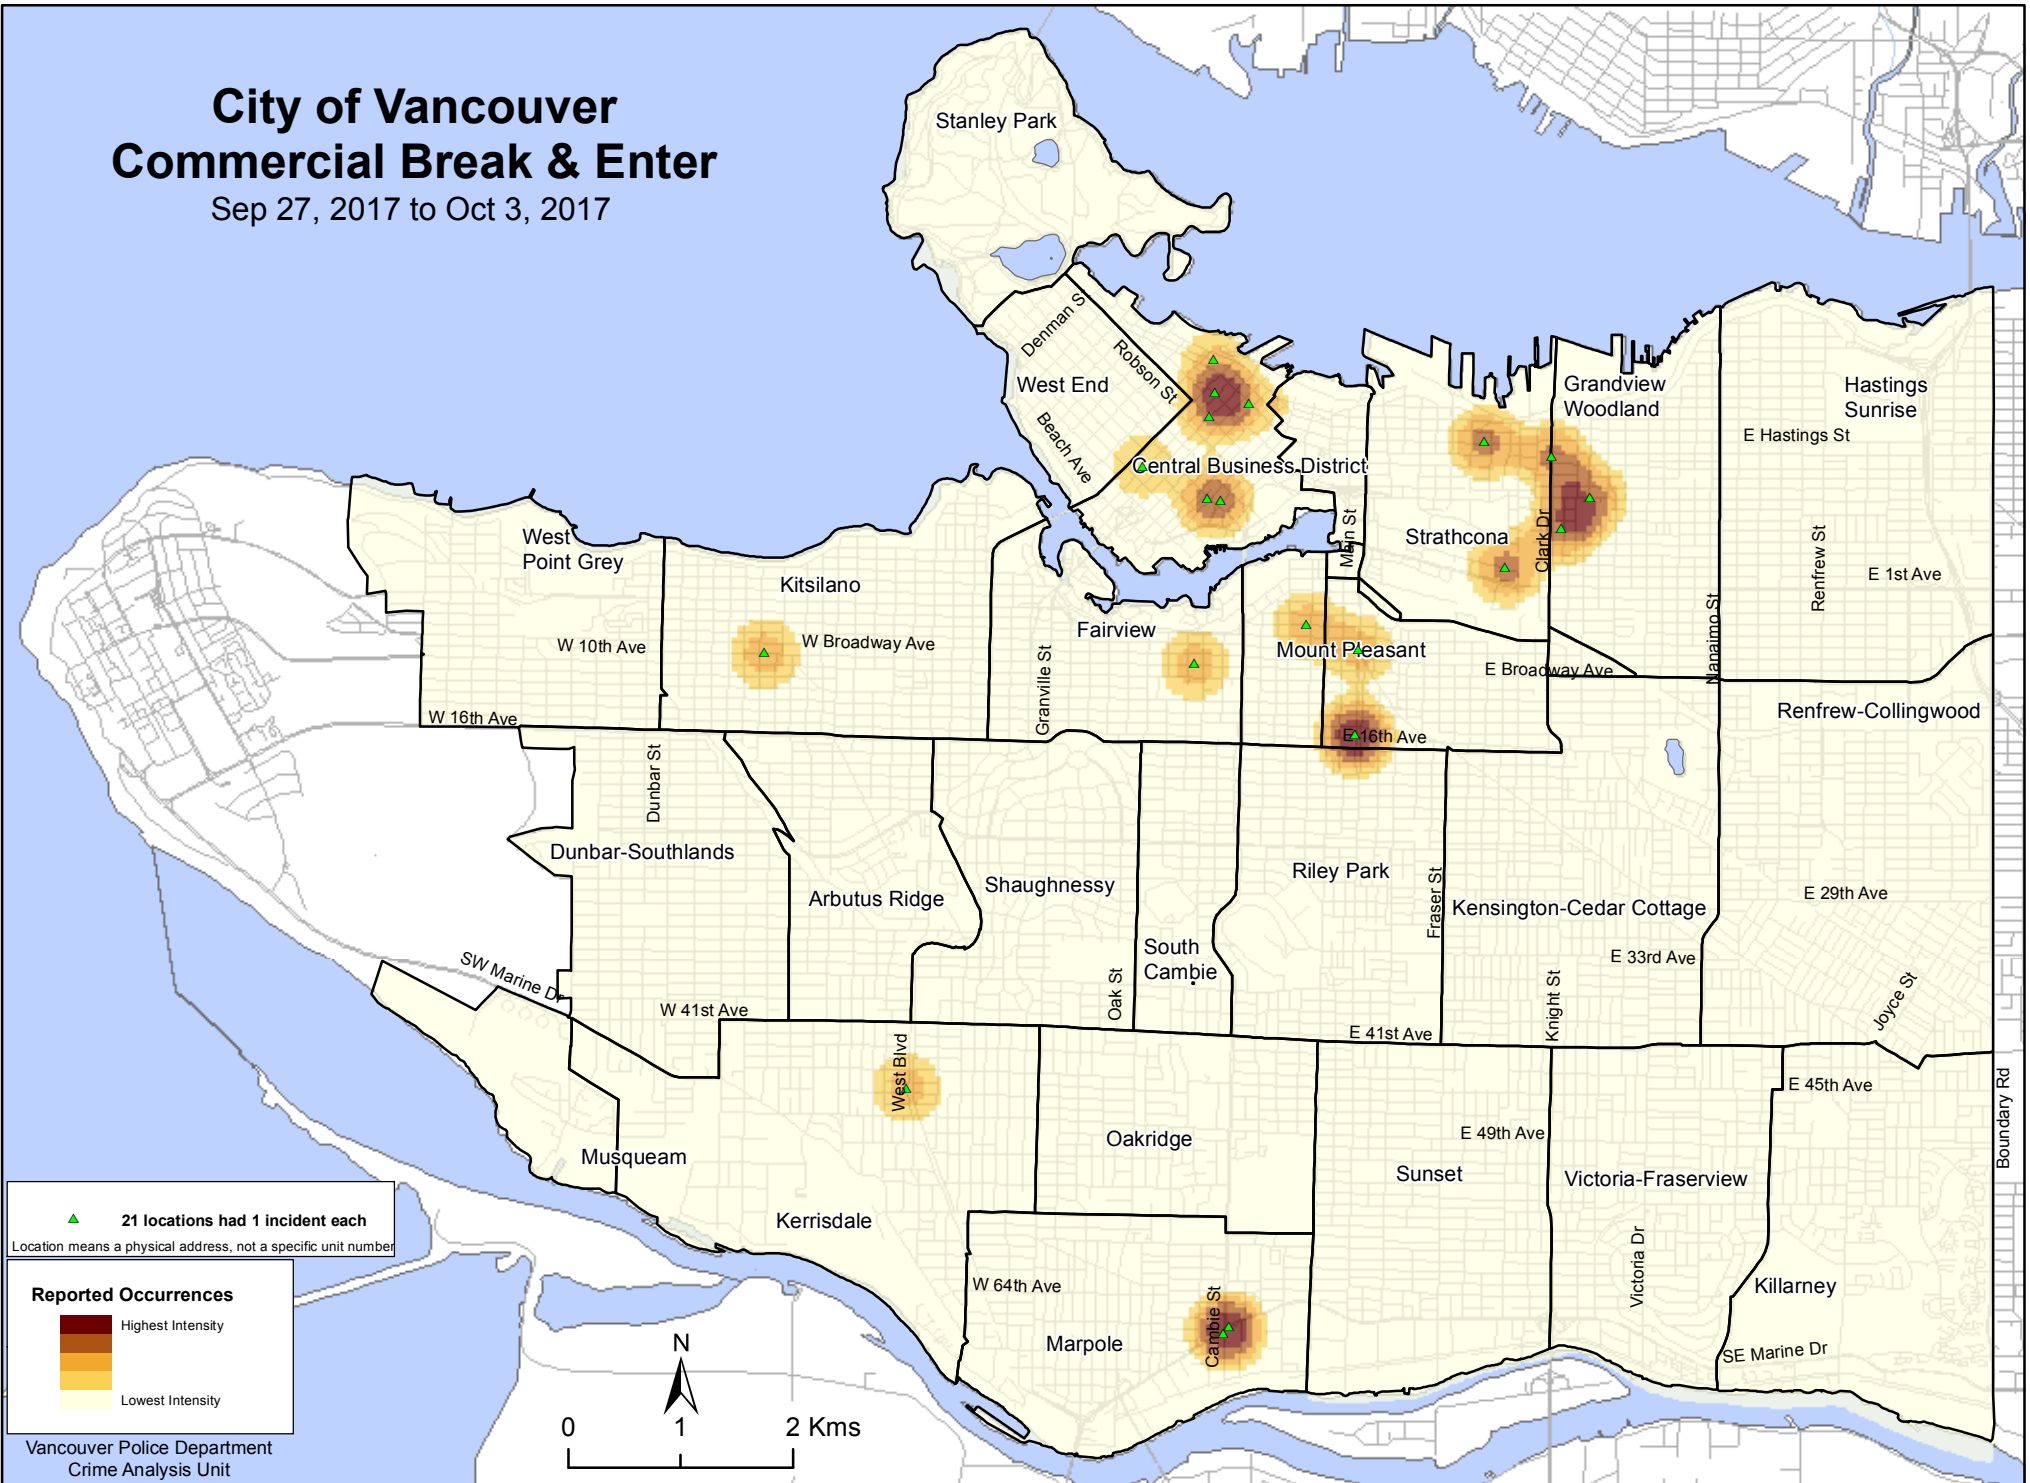 City of Vancouver
Commercial Break & Enter
Sep 27, 2017 to Oct 3, 2017
Stanley Park
Denman St
Robson St
West End
Beach Ave
Central Business District
Grandview
Woodland
Hastings
Sunrise
E Hastings St
Main St
Strathcona
Clark Dr
Renfrew St
E 1st Ave
Nanaimo St
West
Point Grey
Kitsilano
W 10th Ave
W Broadway Ave
Fairview
Granville St
Mount Pleasant
E Broadway Ave
W 16th Ave
E 16th Ave
Renfrew-Collingwood
Dunbar St
Dunbar-Southlands
Arbutus Ridge
Shaughnessy
South
Cambie
Riley Park
Fraser St
Kensington-Cedar Cottage
E 29th Ave
E 33rd Ave
SW Marine Dr
W 41st Ave
Oak St
E 41st Ave
Knight St
Joyce St
West Blvd
E 45th Ave
Boundary Rd
Musqueam
Oakridge
E 49th Ave
Sunset
Victoria-Fraserview
Kerrisdale
Victoria Dr
W 64th Ave
Cambie St
Killarney
Marpole
SE Marine Dr
21 locations had 1 incident each
Location means a physical address, not a specific unit number
Reported Occurrences
Highest Intensity
Lowest Intensity
Vancouver Police Department
Crime Analysis Unit
N
0 1 2 Kms